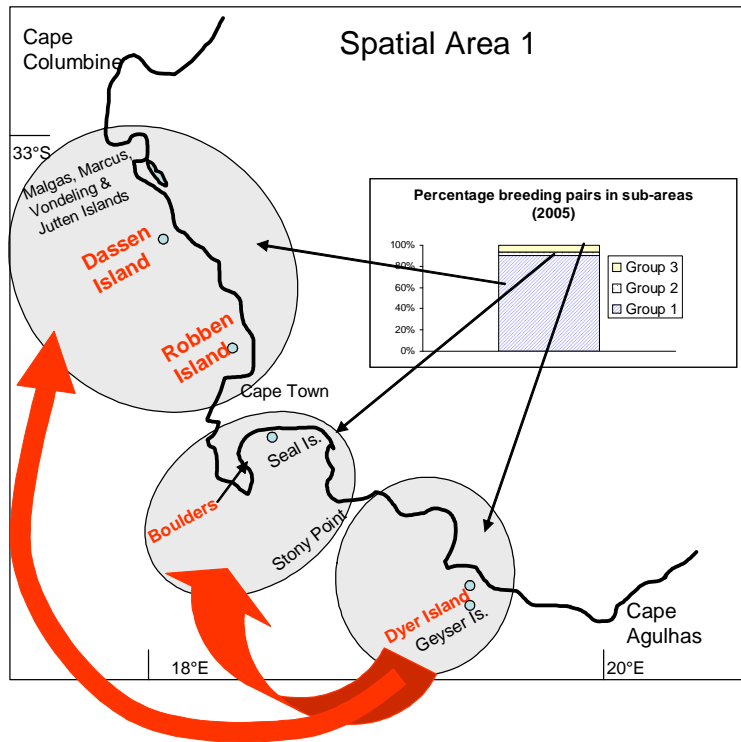 Cape
Columbine
Spatial Area 1
33°S
Malgas, Marcus,
Vondeling &
Jutten Islands
Dassen
Island
Robben
Island
Cape Town
Percentage breeding pairs in sub-areas
(2005)
100%
80%
60%
40%
20%
0%
Group 3
Group 2
Group 1
Seal Is.
Boulders
Stony Point
Dyer Island
Geyser Is.
Cape
Agulhas
18°E
20°E